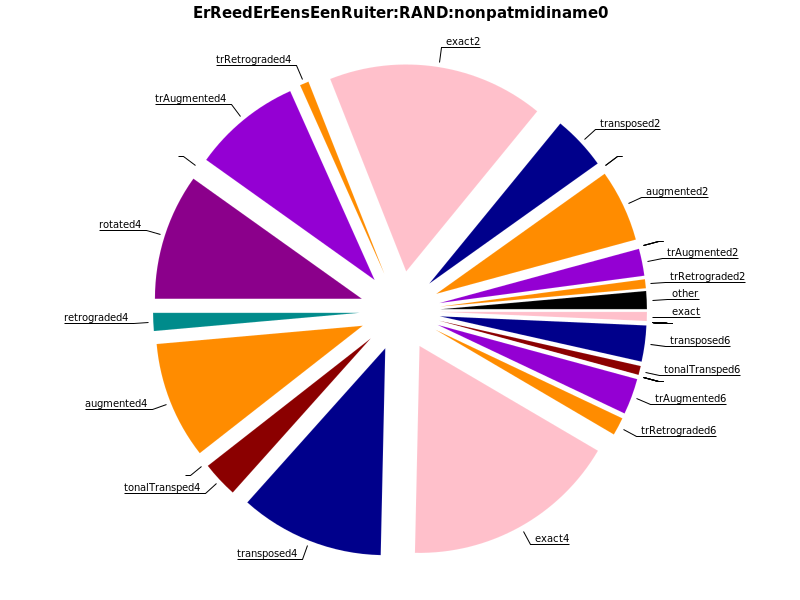 ErReedErEensEenRuiter:RAND:nonpatmidiname0
exact2
trRetrograded4
trAugmented4
transposed2
augmented2
rotated4
trAugmented2
trRetrograded2
other
exact
retrograded4
transposed6
tonalTransped6
trAugmented6
augmented4
trRetrograded6
tonalTransped4
exact4
transposed4